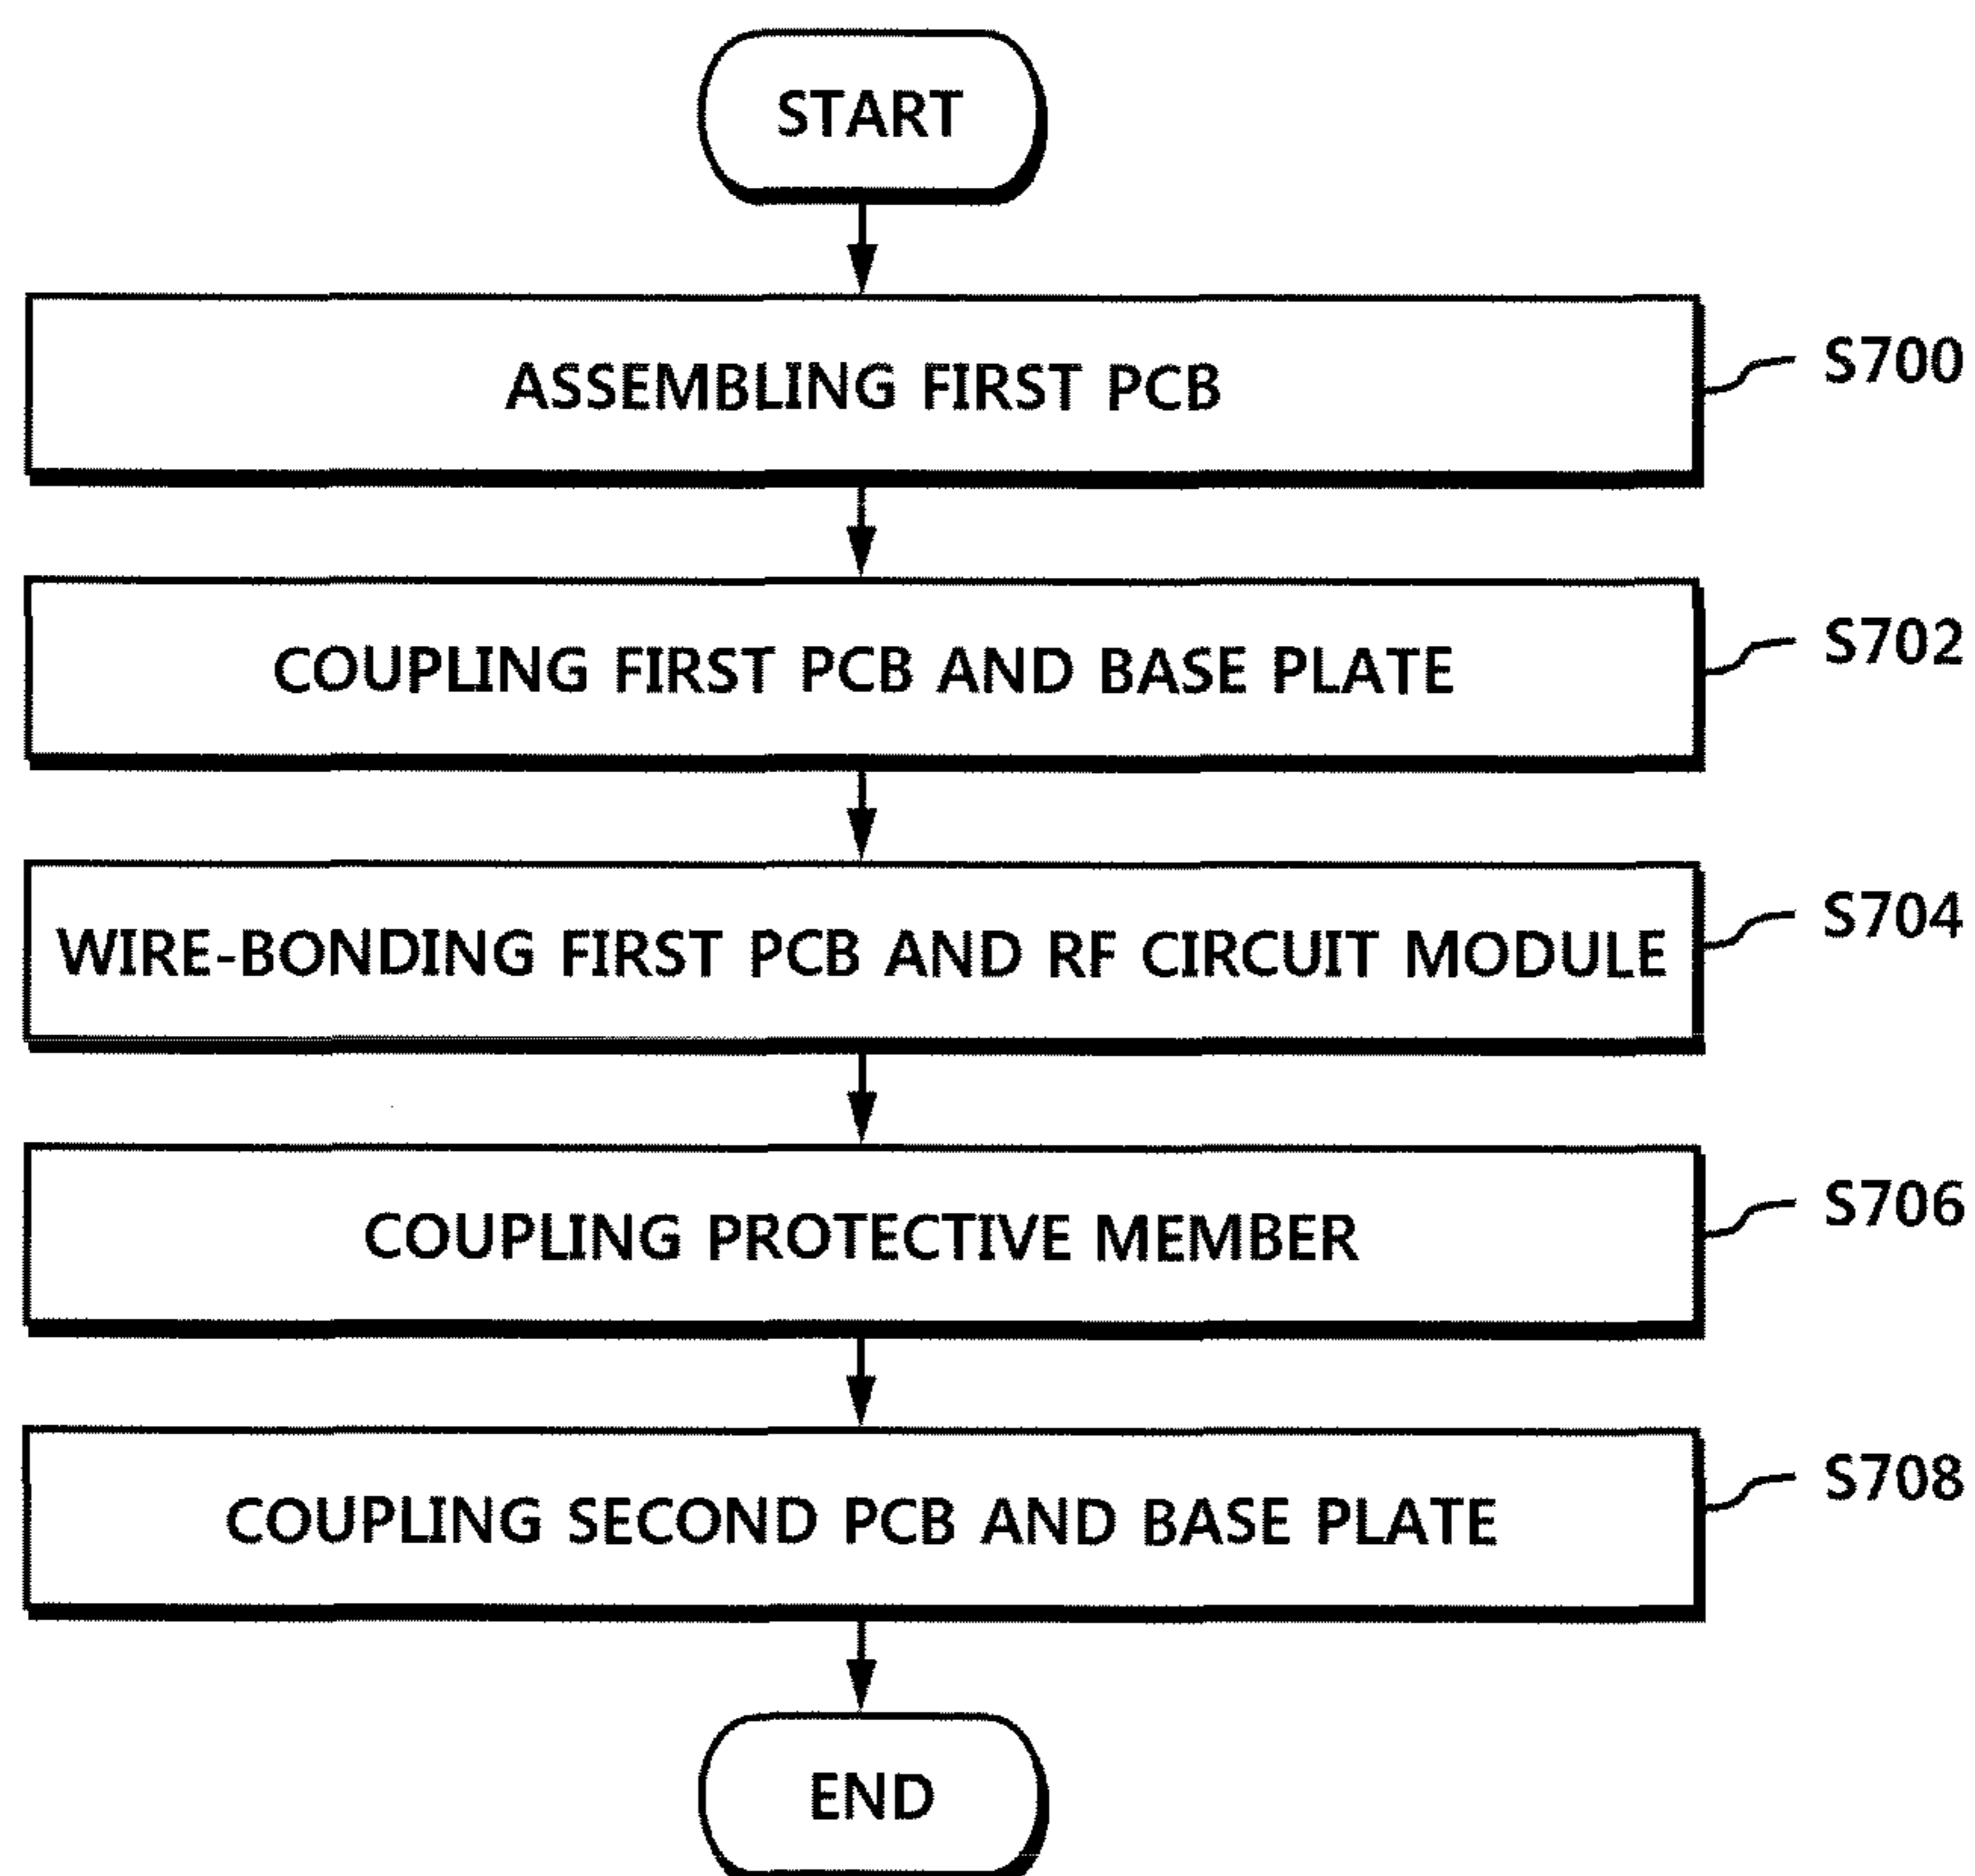 START
ASSEMBLING FIRST PCB
S700
COUPLING FIRST PCB AND BASE PLATE
S702
WIRE-BONDING FIRST PCB AND RF CIRCUIT MODULE
S704
COUPLING PROTECTIVE MEMBER
S706
COUPLING SECOND PCB AND BASE PLATE
S708
END